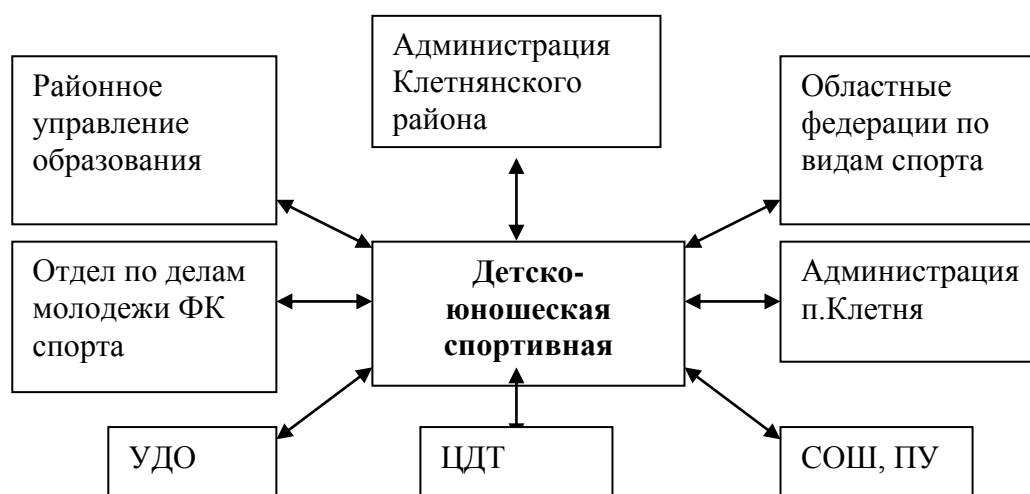 Администрация
Клетнянского
района
Районное
управление
образования
Областные
федерации по
видам спорта
Отдел по делам
молодежи ФК
спорта
Детско-
юношеская
спортивная
Администрация
п.Клетня
УДО
ЦДТ
СОШ, ПУ